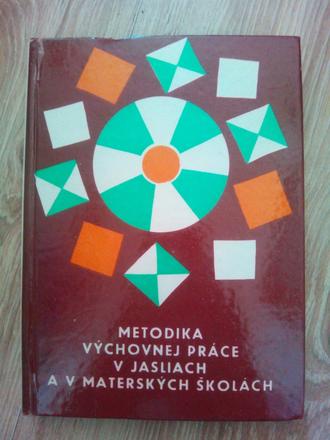 METODIKA
VÝCHOVNEJ PRÁCE
V JASLIACH
A V MATERSKÝCH ŠKOLÁCH